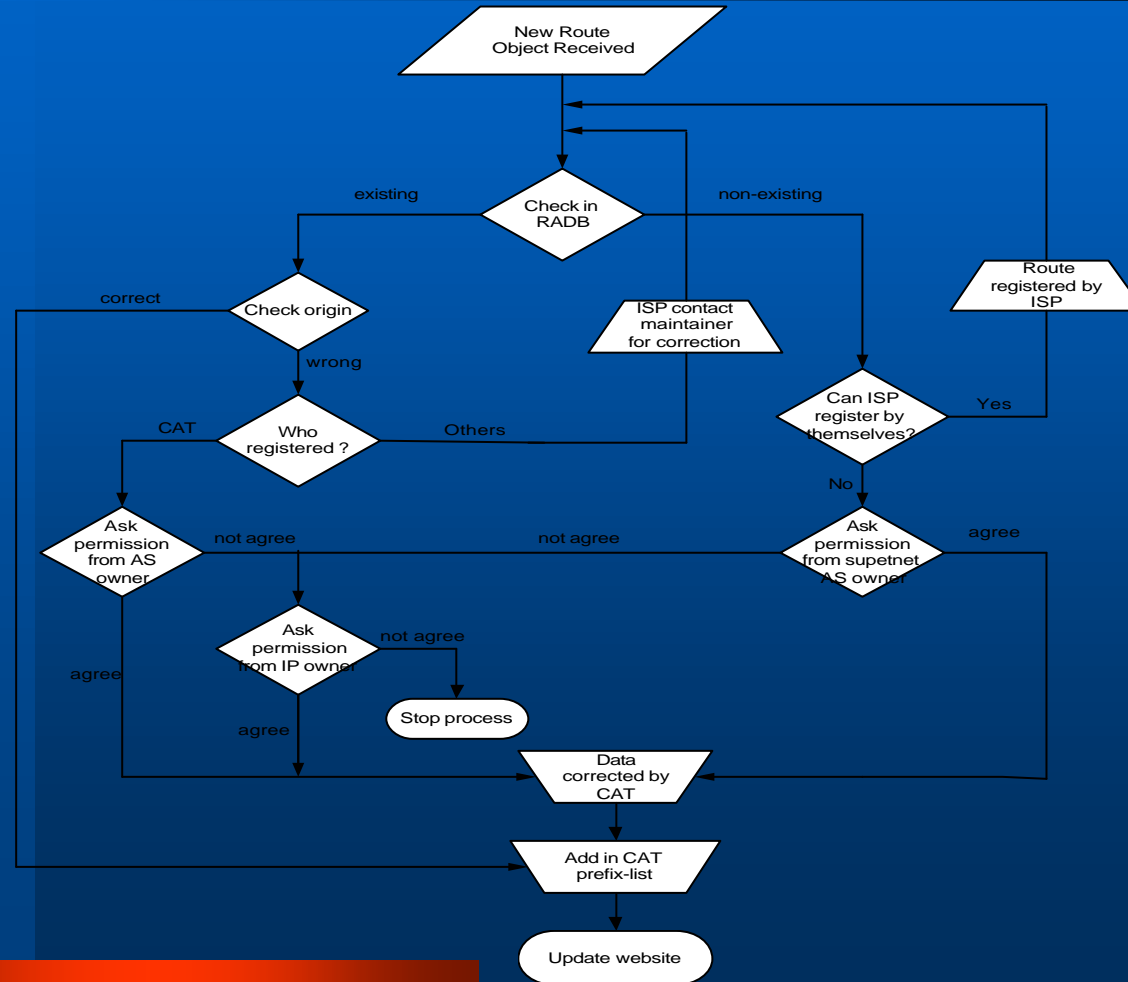 New Route
Object Received
existing
Check in
RADB
non-existing
correct
Check origin
wrong
ISP contact
maintainer
for correction
Route
registered by
ISP
CAT
Who
registered ?
Others
Can ISP
register by
themselves?
Yes
No
Ask
permission
from AS
owner
not agree
not agree
Ask
permission
from supetnet
AS owner
agree
Ask
permission
from IP owner
not agree
agree
agree
Stop process
Data
corrected by
CAT
Add in CAT
prefix-list
Update website